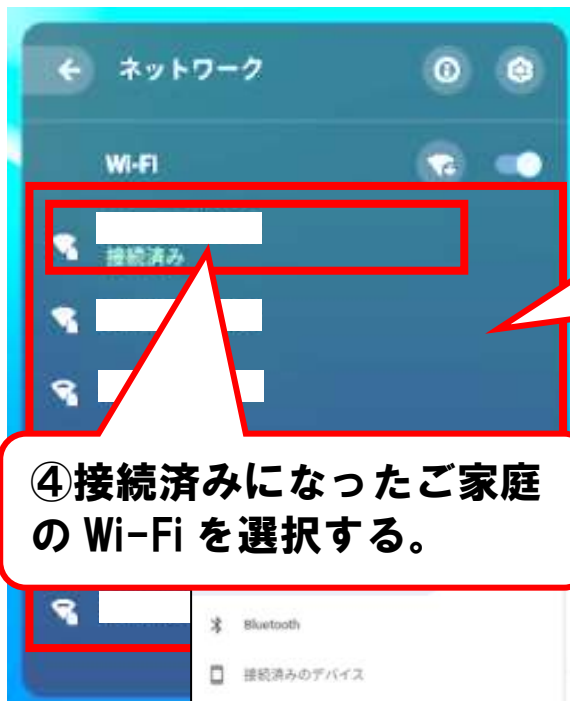 ネットワーク
Wi-Fi
接続済み
④接続済みになったご家庭
の Wi-Fi を選択する。
Bluetooth
接続済みのデバイス